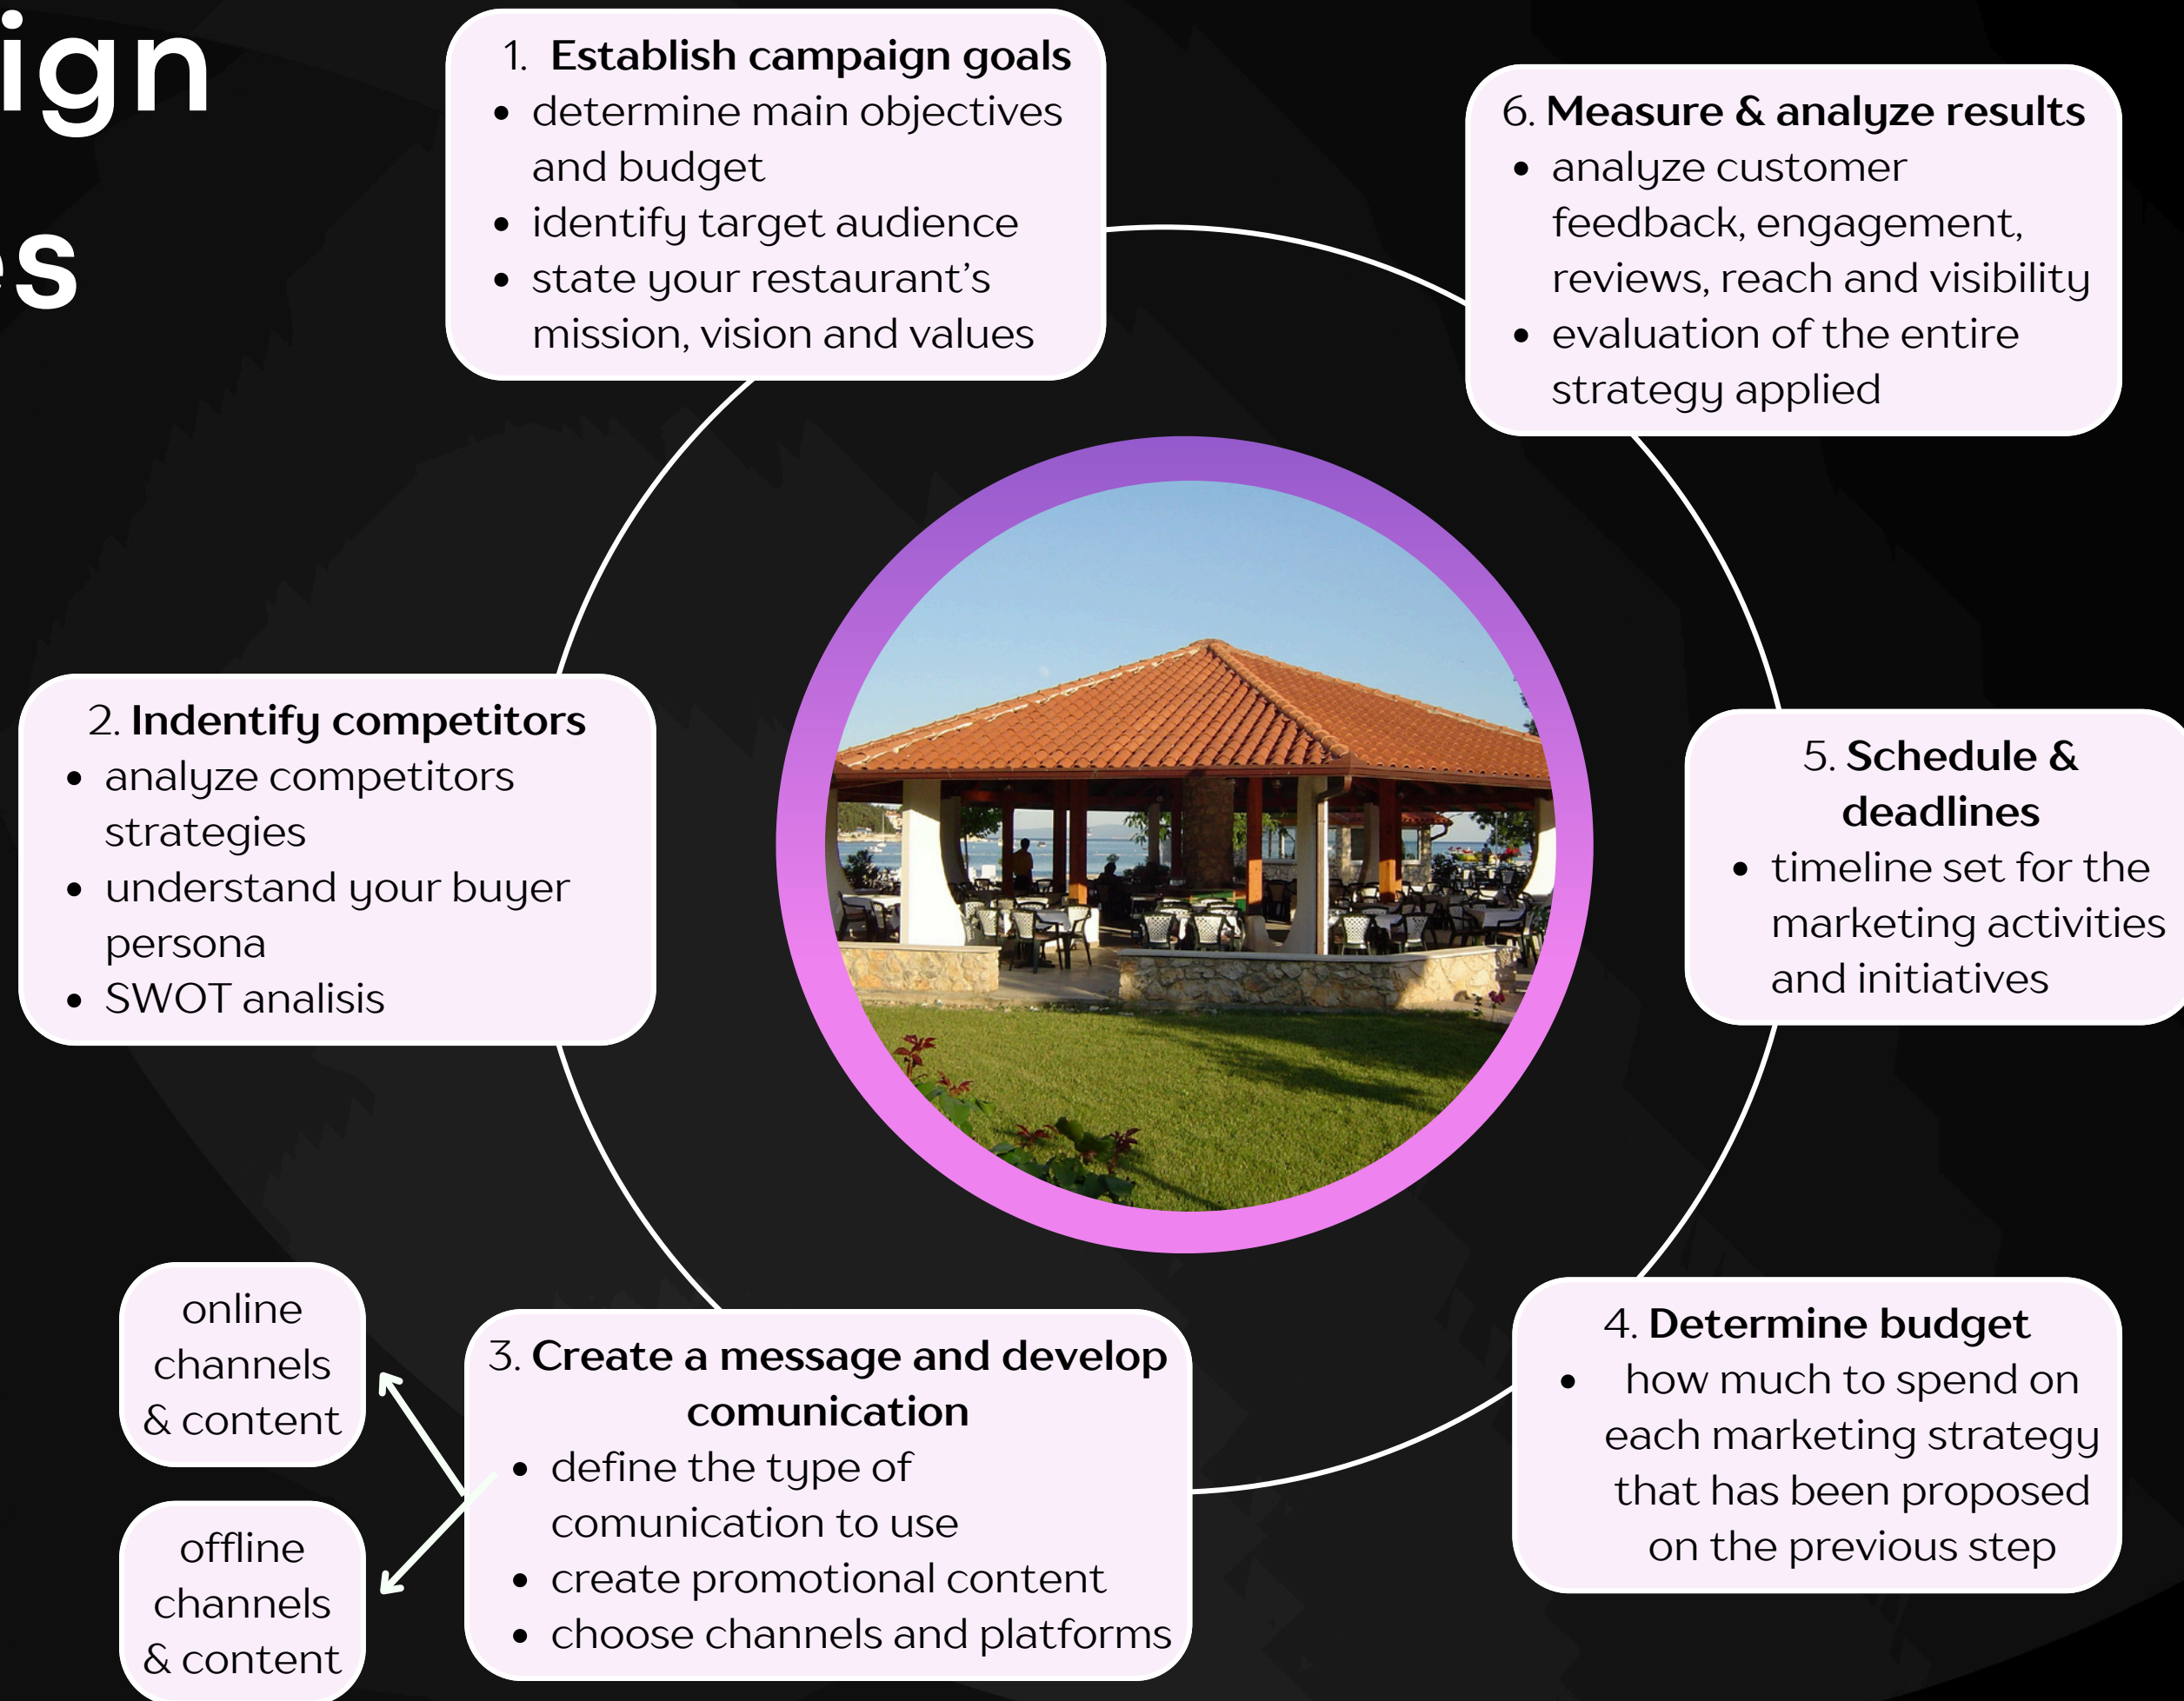 ign
es
1. Establish campaign goals
• determine main objectives
and budget
• identify target audience
• state your restaurant's
mission, vision and values
6. Measure & analyze results
• analyze customer
feedback, engagement,
reviews, reach and visibility
• evaluation of the entire
strategy applied
2. Indentify competitors
• analyze competitors
strategies
• understand your buyer
persona
• SWOT analisis
5. Schedule &
deadlines
• timeline set for the
marketing activities
and initiatives
online
channels
& content
offline
channels
& content
3. Create a message and develop
comunication
• define the type of
comunication to use
• create promotional content
• choose channels and platforms
4. Determine budget
• how much to spend on
each marketing strategy
that has been proposed
on the previous step